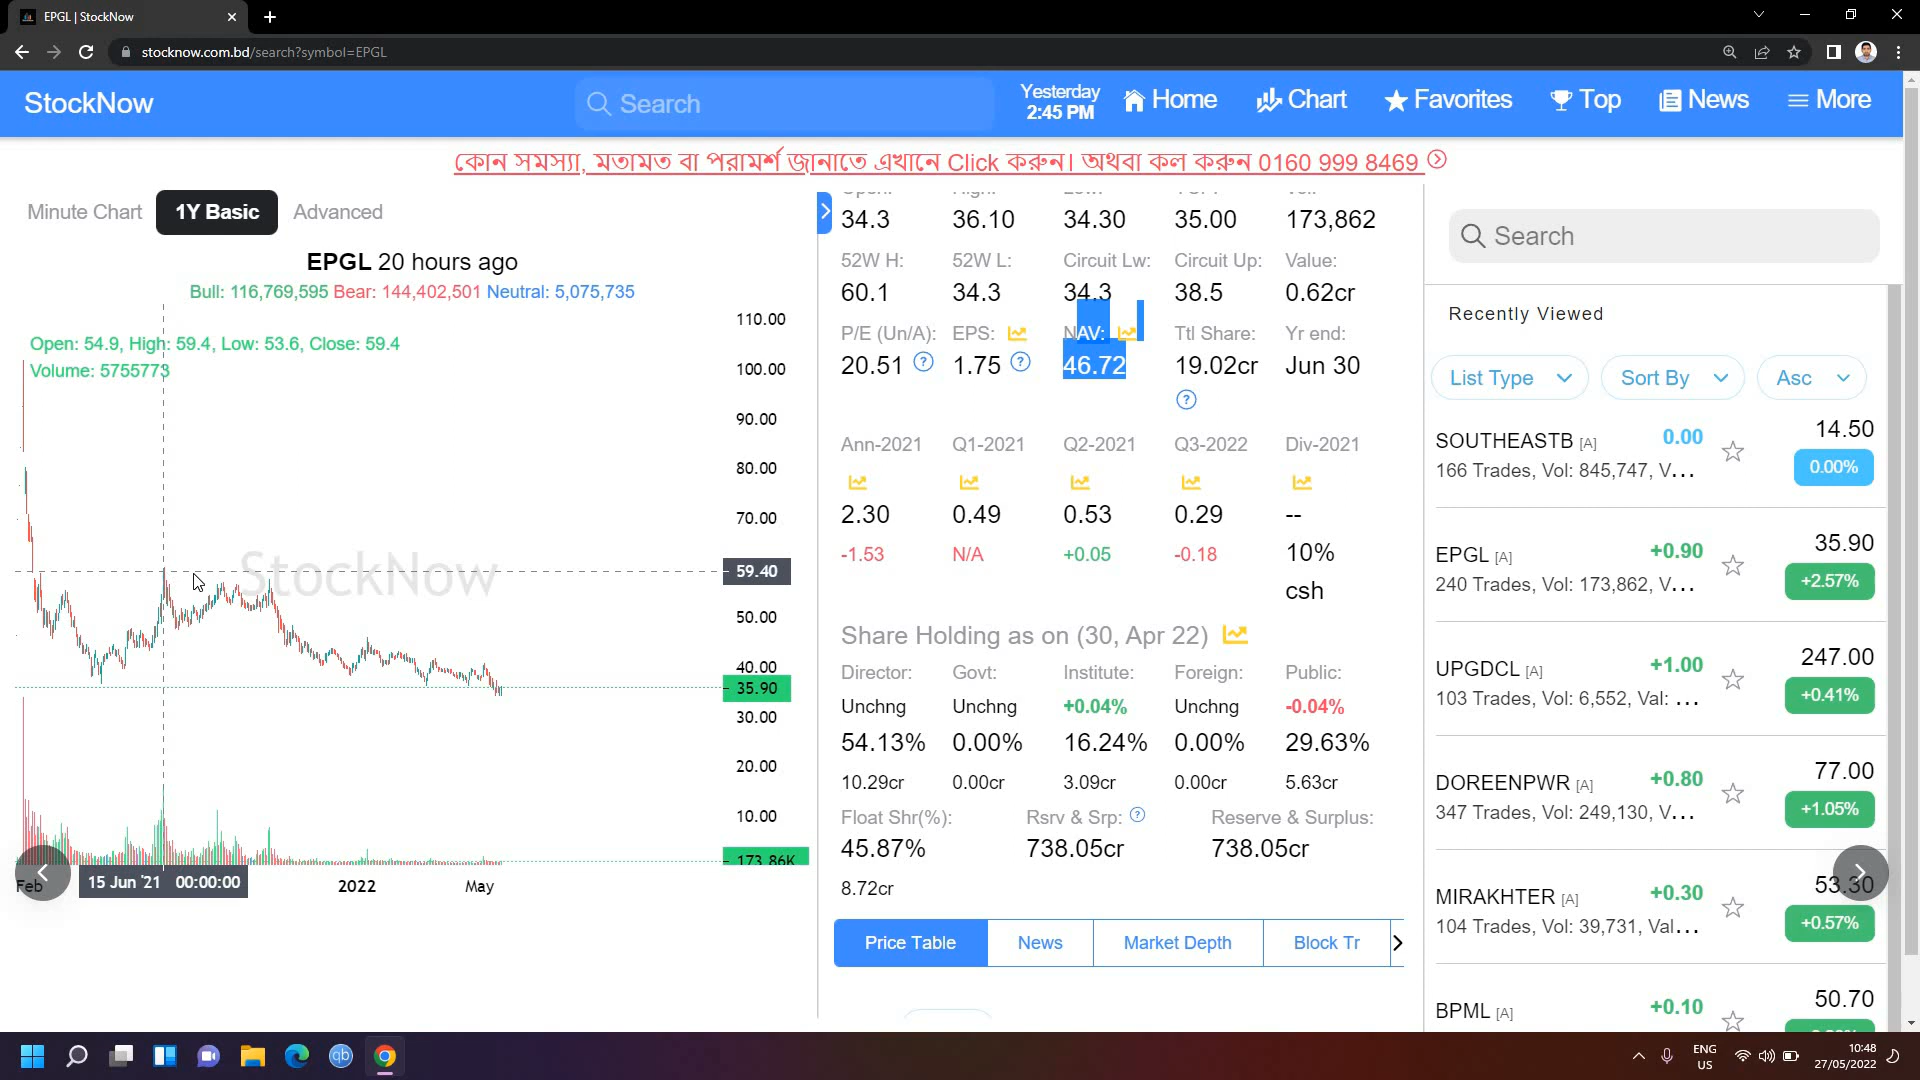 EPGL | StockNow
stocknow.com.bd/search?symbol=EPGL
StockNow
Search
Yesterday
2:45 PM
Home
Chart
Favorites
Top
News
More
কোন সমস্যা, মতামত বা পরামর্শ জানাতে এখানে Click করুন। অথবা কল করুন 0160 999 8469
Minute Chart 1Y Basic Advanced
EPGL 20 hours ago
Bull: 116,769,595 Bear: 144,402,501 Neutral: 5,075,735
Open: 54.9, High: 59.4, Low: 53.6, Close: 59.4
Volume: 5755773
StockNow
110.00
100.00
90.00
80.00
70.00
59.40
50.00
40.00
35.90
30.00
20.00
10.00
173.86K
Feb
15 Jun '21 00:00:00
2022
May
34.3 36.10 34.30 35.00 173,862
52W H: 52W L: Circuit Lw: Circuit Up: Value:
60.1 34.3 34.3 38.5 0.62cr
P/E (Un/A): EPS: NAV: Ttl Share: Yr end:
20.51 1.75 46.72 19.02cr Jun 30
Ann-2021 Q1-2021 Q2-2021 Q3-2022 Div-2021
2.30 0.49 0.53 0.29 --
-1.53 N/A +0.05 -0.18 10%
csh
Share Holding as on (30, Apr 22)
Director: Govt: Institute: Foreign: Public:
Unchng Unchng +0.04% Unchng -0.04%
54.13% 0.00% 16.24% 0.00% 29.63%
10.29cr 0.00cr 3.09cr 0.00cr 5.63cr
Float Shr(%): Rsrv & Srp: Reserve & Surplus:
45.87% 738.05cr 738.05cr
8.72cr
Price Table News Market Depth Block Tr
Search
Recently Viewed
List Type Sort By Asc
SOUTHEASTB [A] 0.00 14.50
166 Trades, Vol: 845,747, V... 0.00%
EPGL [A] +0.90 35.90
240 Trades, Vol: 173,862, V... +2.57%
UPGDCL [A] +1.00 247.00
103 Trades, Vol: 6,552, Val: ... +0.41%
DOREENPWR [A] +0.80 77.00
347 Trades, Vol: 249,130, V... +1.05%
MIRAKHTER [A] +0.30 53.30
104 Trades, Vol: 39,731, Val... +0.57%
BPML [A] +0.10 50.70
qb
ENG
US
10:48
27/05/2022